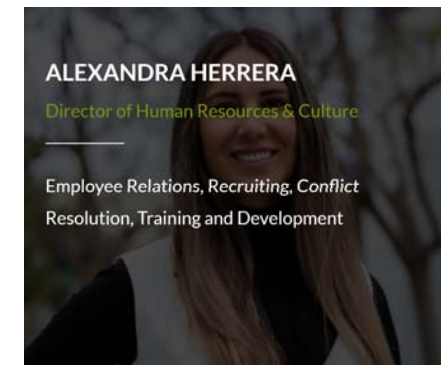 ALEXANDRA HERRERA
Director of Human Resources & Culture
Employee Relations, Recruiting, Conflict
Resolution, Training and Development